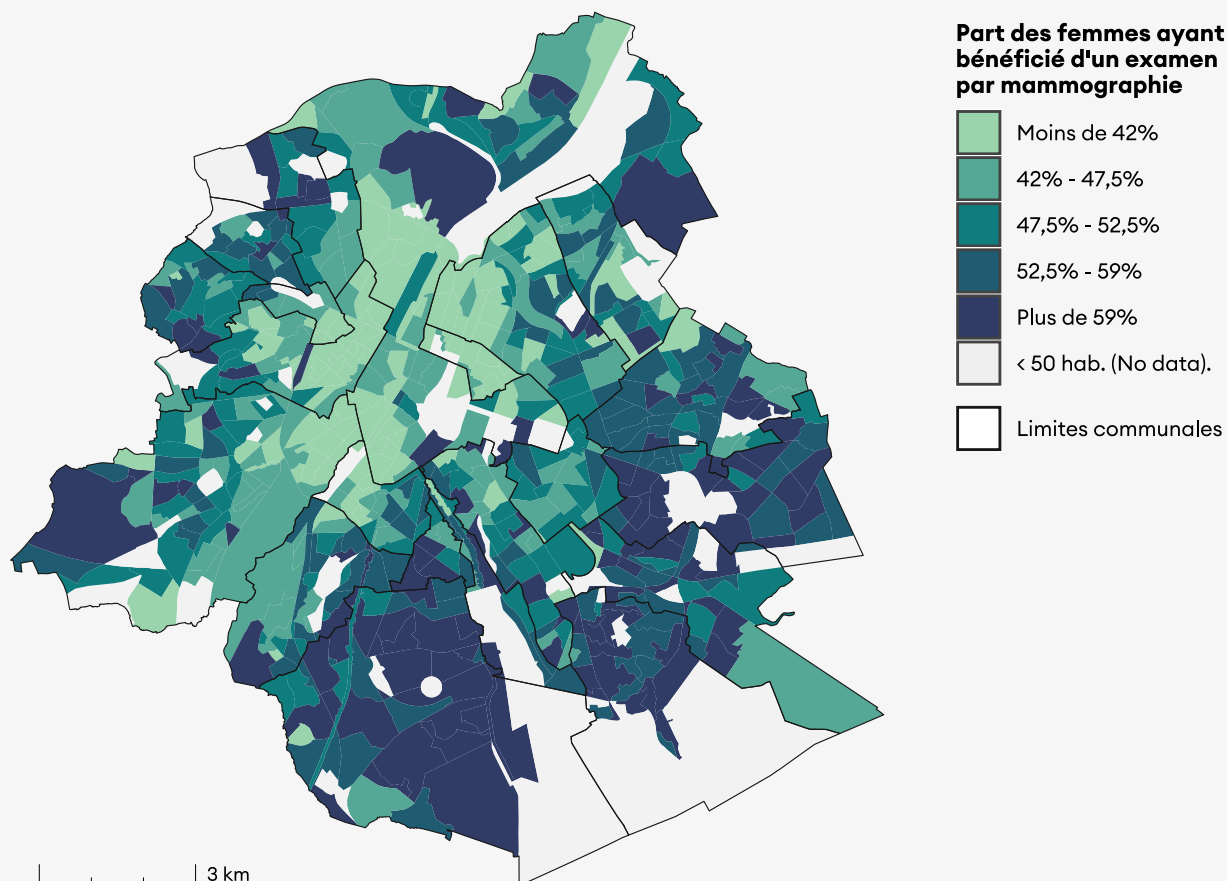 Part des femmes ayant
bénéficié d'un examen
par mammographie
Moins de 42%
42% - 47,5%
47,5% - 52,5%
52,5% - 59%
Plus de 59%
< 50 hab. (No data).
Limites communales
3 km